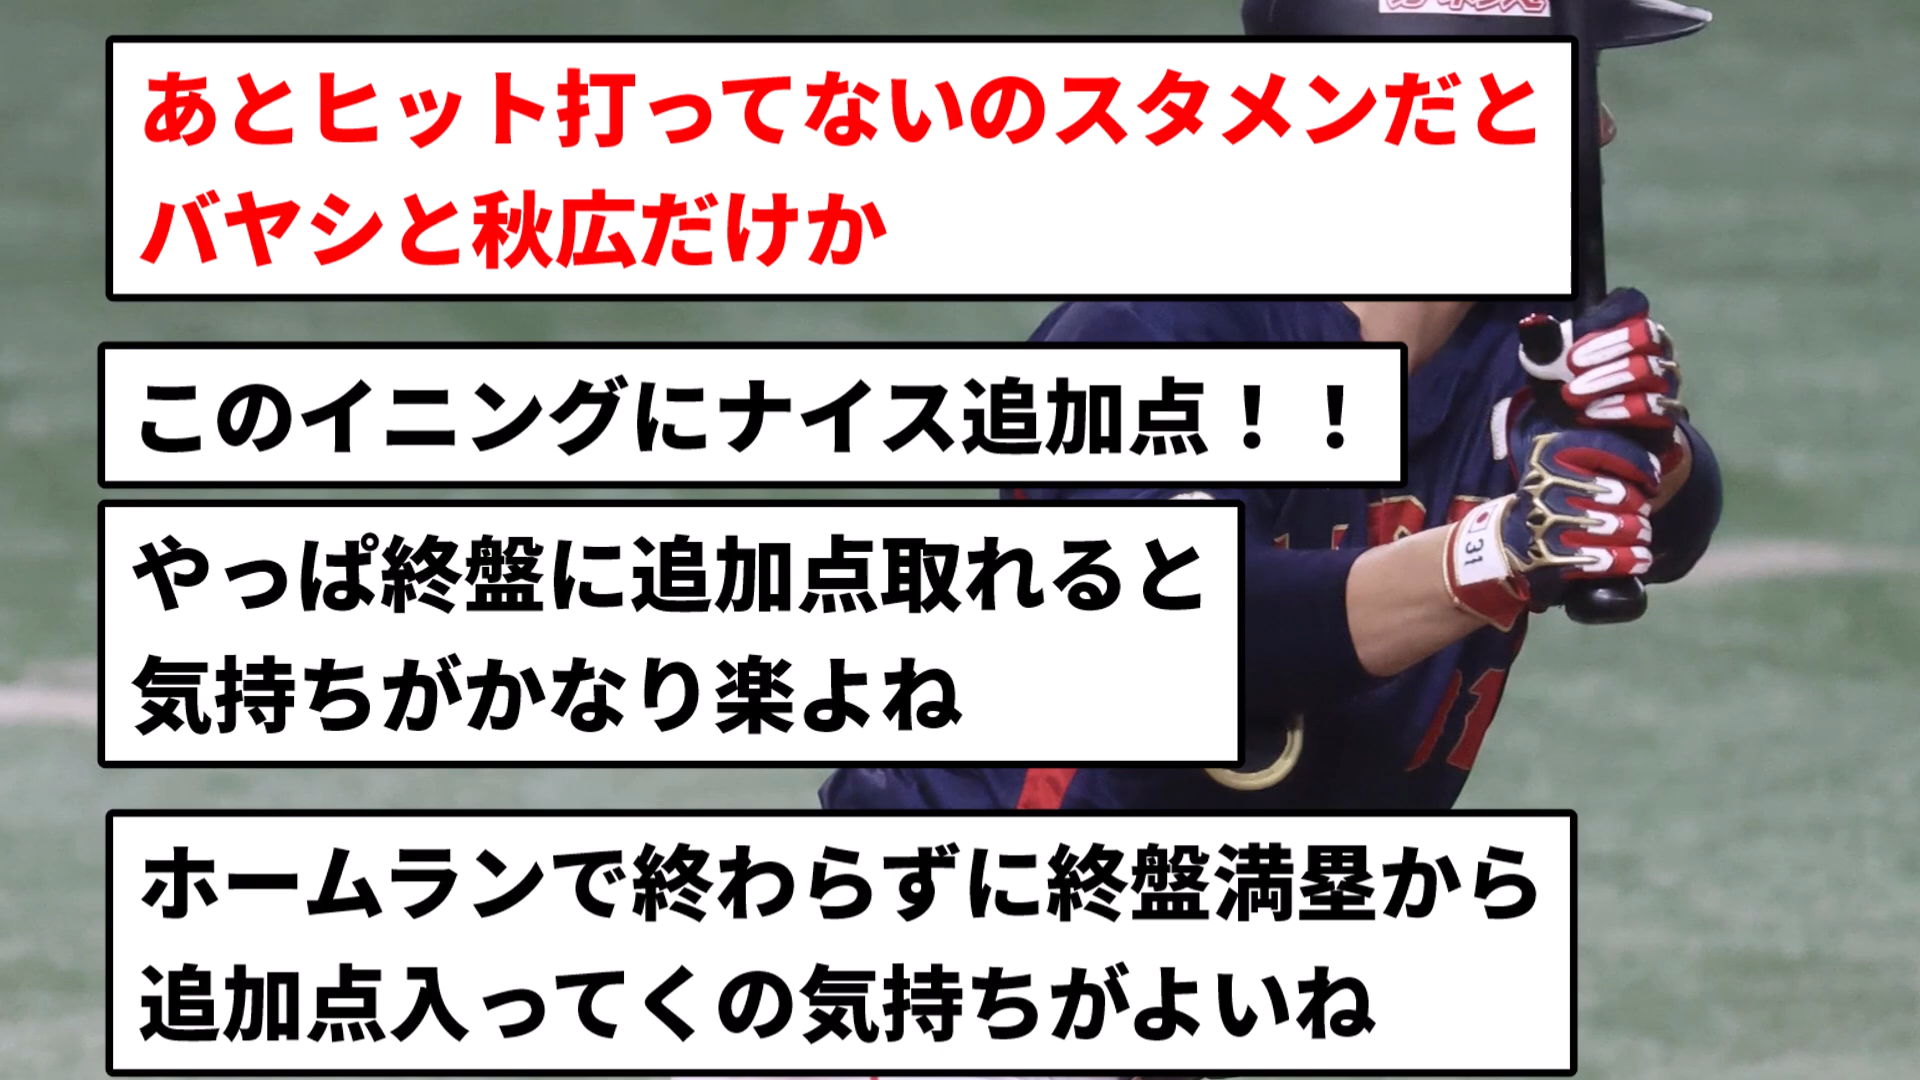 あとヒット打ってないのスタメンだと
バヤシと秋広だけか
このイニングにナイス追加点！！
やっぱ終盤に追加点取れると
気持ちがかなり楽よね
31
31
ホームランで終わらずに終盤満塁から
追加点入ってくの気持ちがよいね